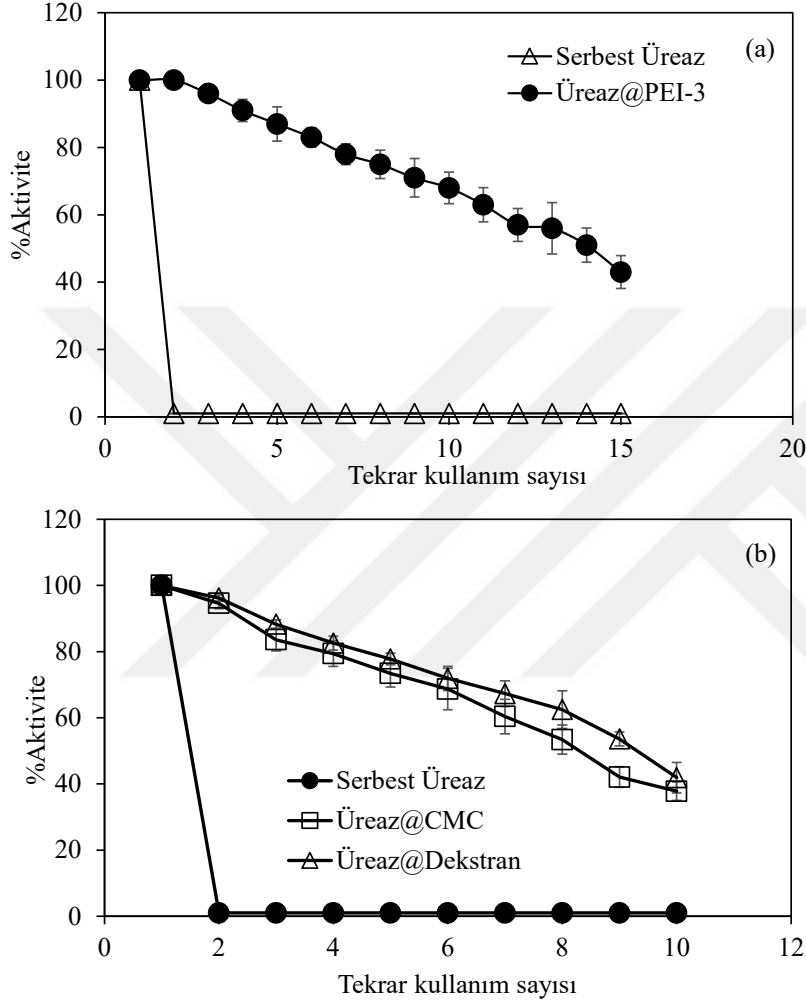 120
100
80
60
40
20
0
%Aktivite
(a)
Serbest Üreaz
Üreaz@PEI-3
0 5 10 15 20
Tekrar kullanım sayısı
120
100
80
60
40
20
0
%Aktivite
(b)
Serbest Üreaz
Üreaz@CMC
Üreaz@Dekstran
0 2 4 6 8 10 12
Tekrar kullanım sayısı